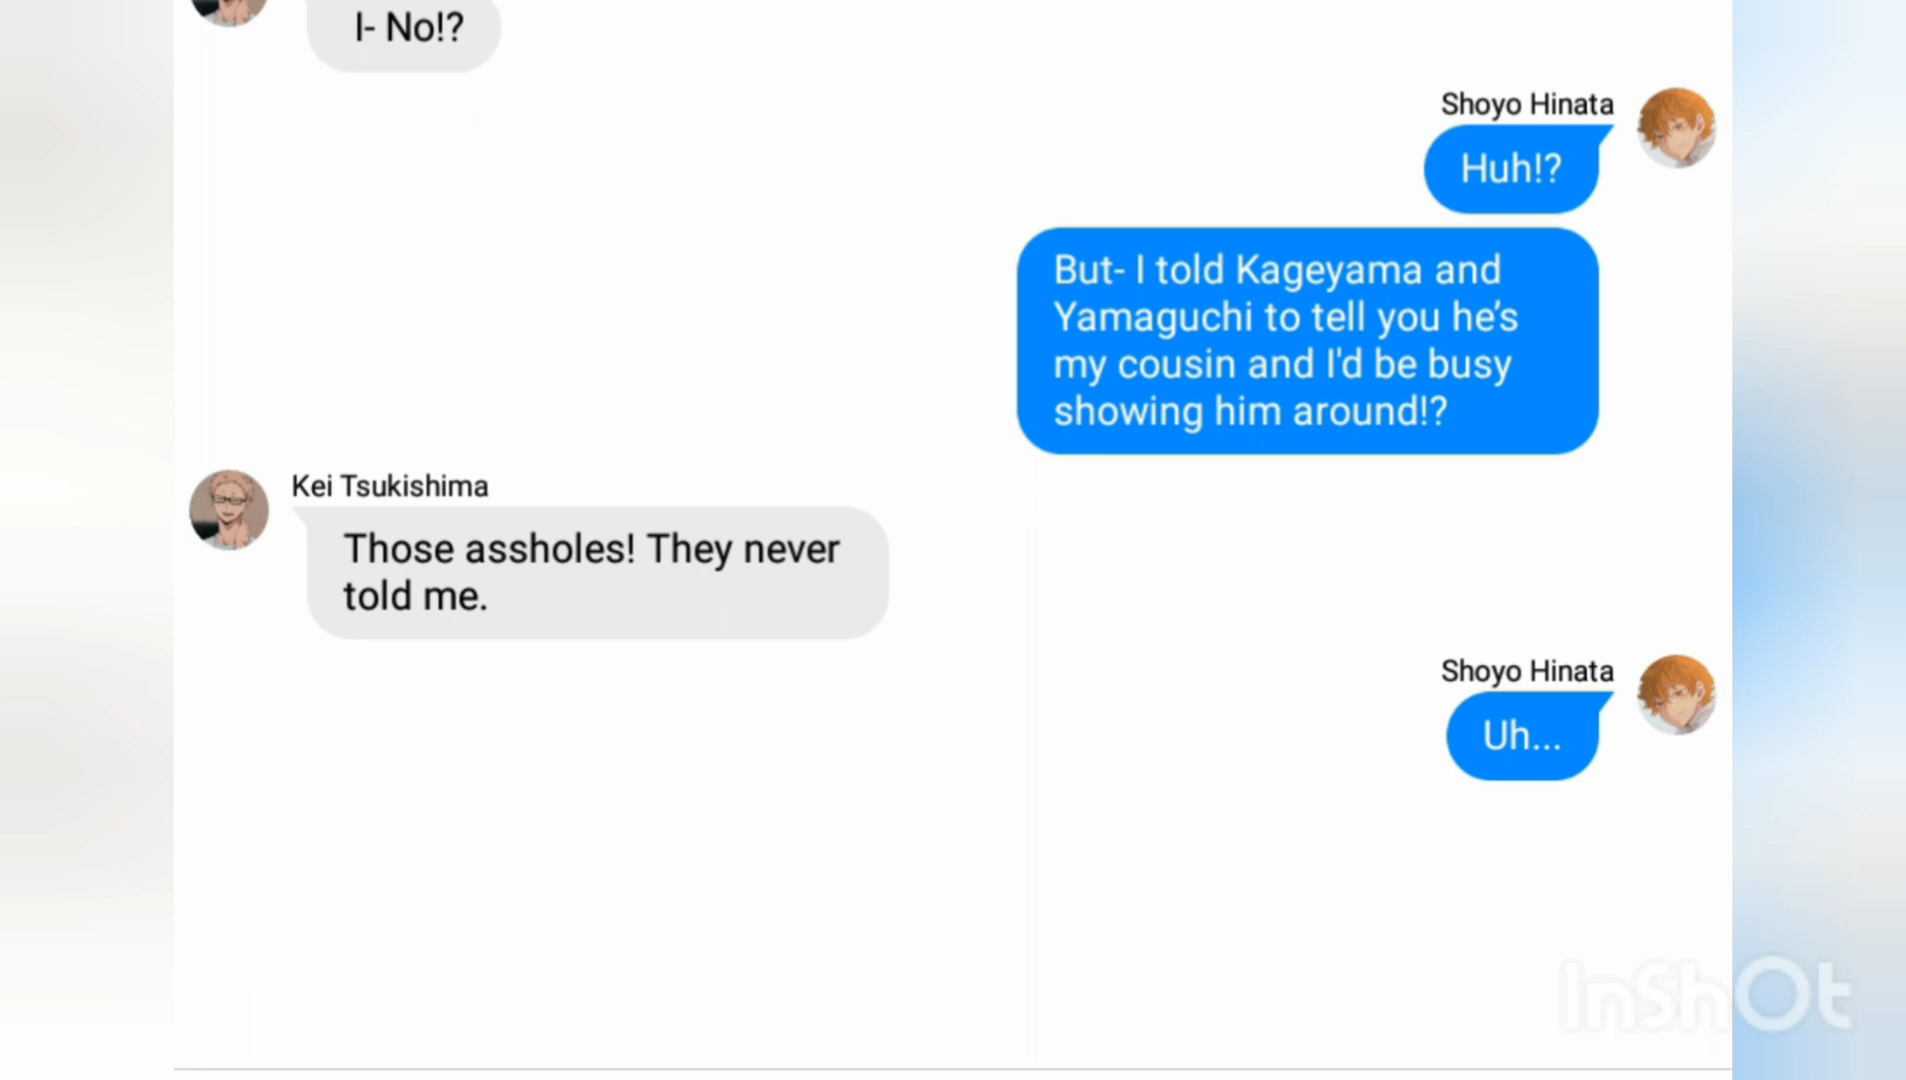 I- No!?
Shoyo Hinata
Huh!?
But- I told Kageyama and
Yamaguchi to tell you he’s
my cousin and I'd be busy
showing him around!?
Kei Tsukishima
Those assholes! They never
told me.
Shoyo Hinata
Uh...
InShOt